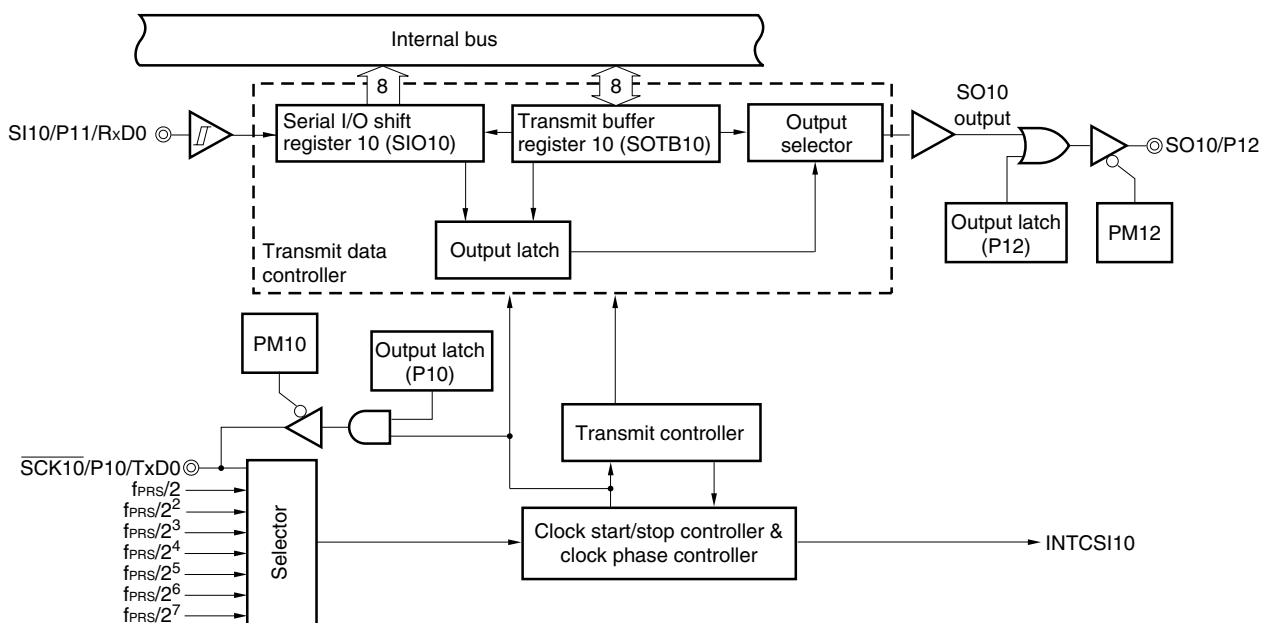 Internal bus
8
8
SI10/P11/RxD0
Serial I/O shift
register 10 (SIO10)
Transmit buffer
register 10 (SOTB10)
Output
selector
SO10
output
SO10/P12
Output latch
(P12)
PM12
Output latch
Transmit data
controller
PM10
Output latch
(P10)
Transmit controller
SCK10/P10/TxD0
fPRS/2
fPRS/2²
fPRS/2³
fPRS/2⁴
fPRS/2⁵
fPRS/2⁶
fPRS/2⁷
Selector
Clock start/stop controller &
clock phase controller
INTCSI10